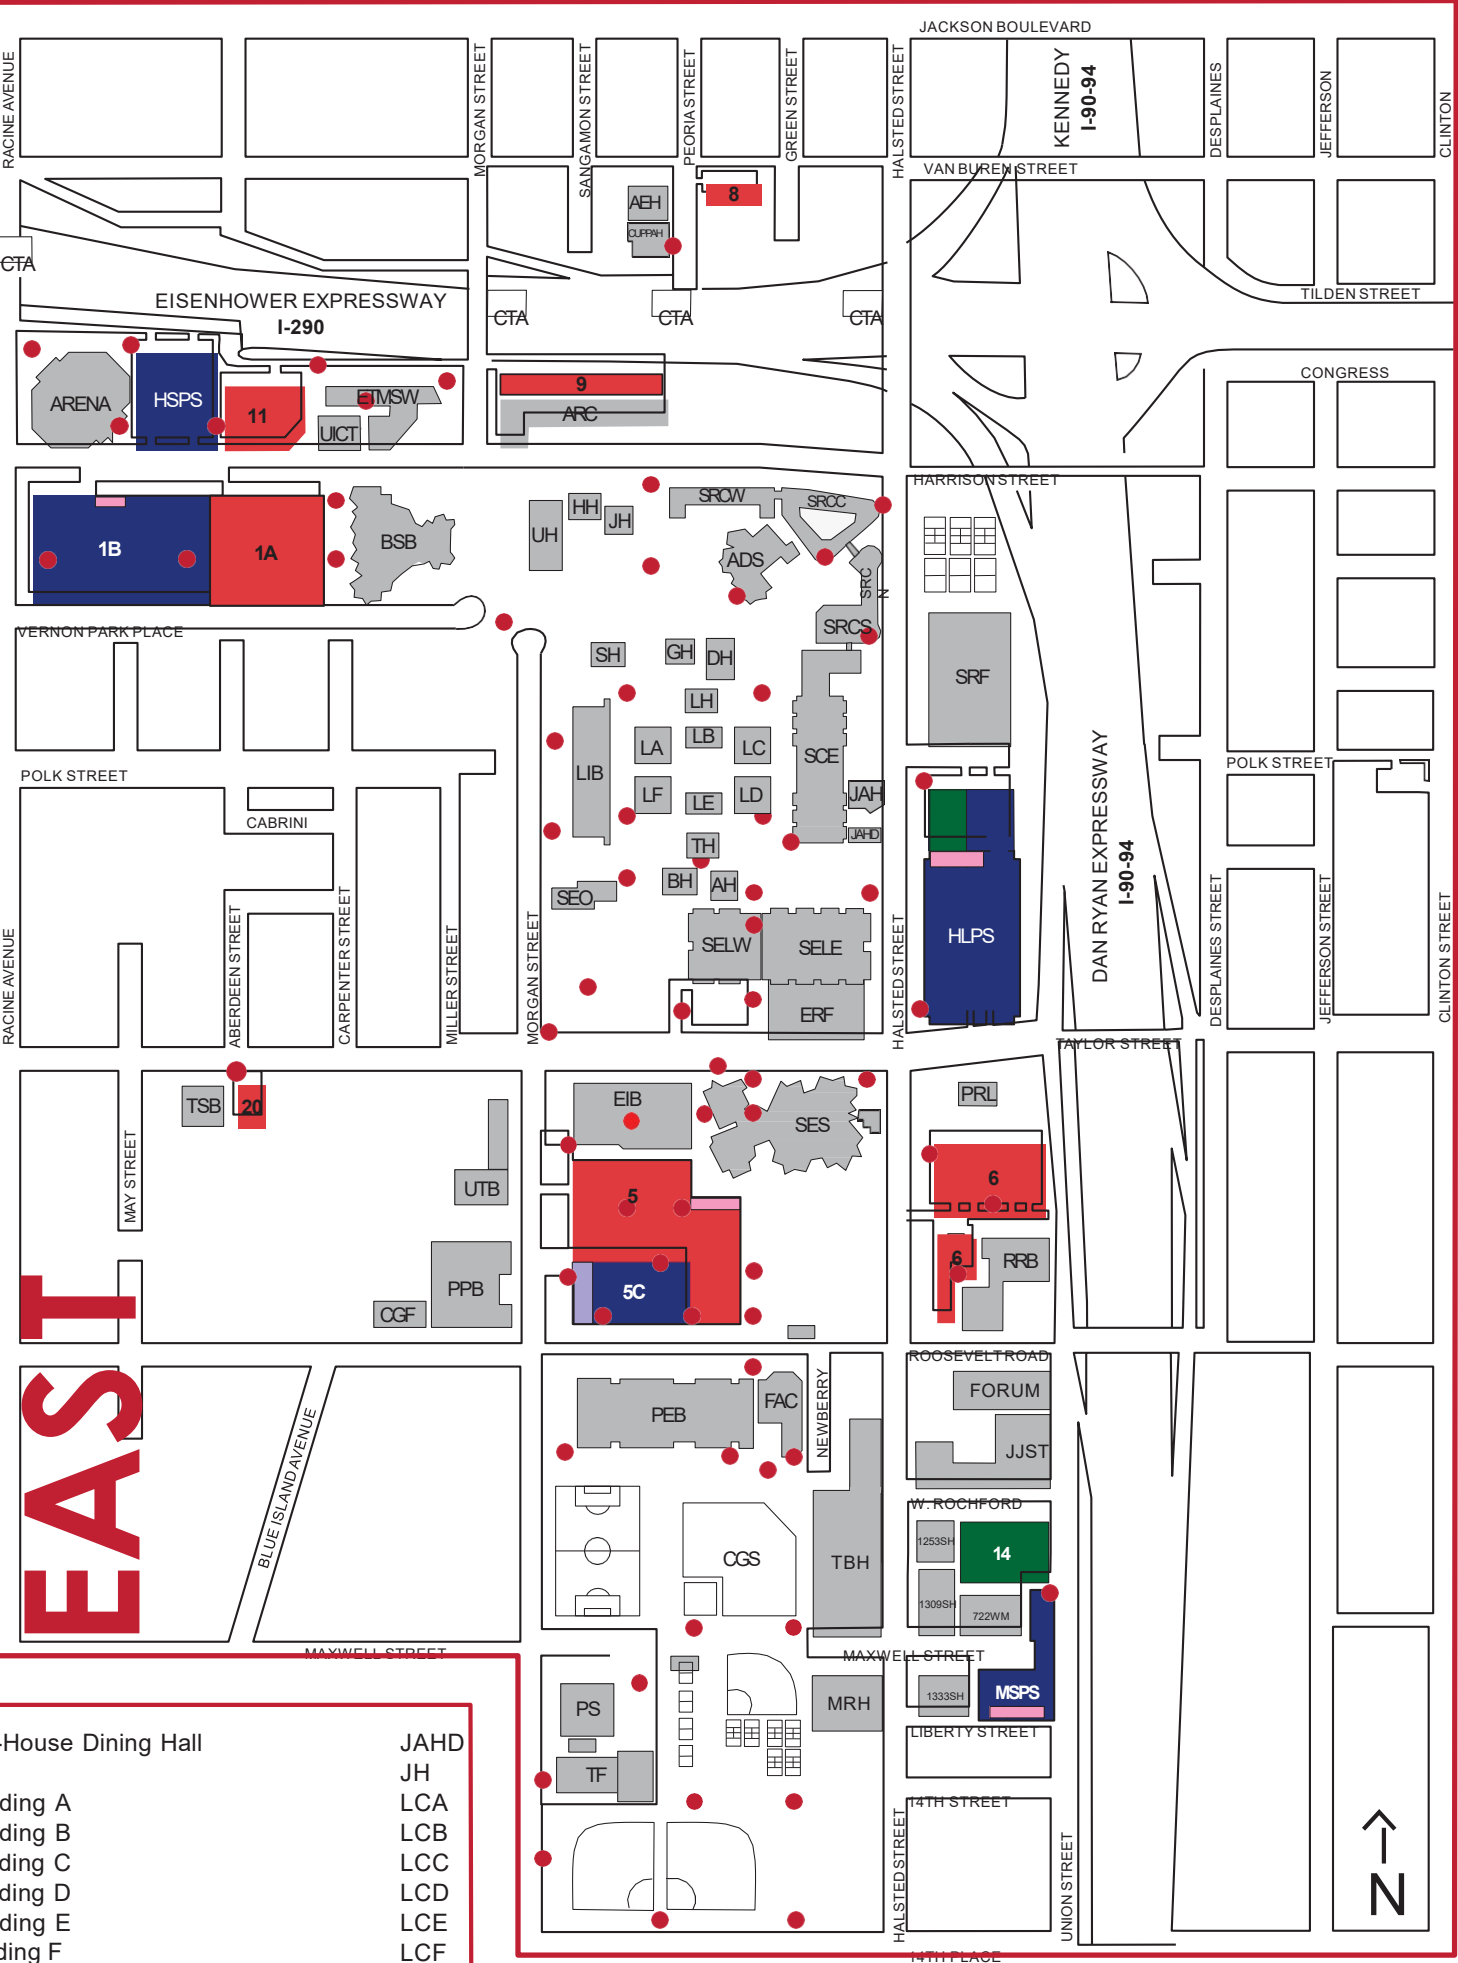 JACKSON BOULEVARD
RACINE AVENUE
MORGAN STREET
SANGAMON STREET
PEORIA STREET
GREEN STREET
HALSTED STREET
KENNEDY
I-90-94
DESPLAINES
JEFFERSON
CLINTON
VAN BUREN STREET
AEH
8
CUPPAH
CTA
EISENHOWER EXPRESSWAY
I-290
CTA
CTA
CTA
TILDEN STREET
CONGRESS
ARENA
HSPS
11
ETMSW
UICT
9
ARC
HARRISON STREET
1B
1A
BSB
UH
HH
JH
SRCW
SRCC
ADS
SRC
N
SRCS
VERNON PARK PLACE
SH
GH
DH
SRF
LH
LA
LB
LC
SCE
LIB
POLK STREET
POLK STREET
CABRINI
LF
LE
LD
JAH
JAHD
TH
DAN RYAN EXPRESSWAY
I-90-94
SEO
BH
AH
SELW
SELE
HLPS
ERF
RACINE AVENUE
ABERDEEN STREET
CARPENTER STREET
MILLER STREET
MORGAN STREET
HALSTED STREET
DESPLAINES STREET
JEFFERSON STREET
CLINTON STREET
TAYLOR STREET
TSB
20
EIB
SES
PRL
MAY STREET
UTB
5
6
6
RRB
PPB
CGF
5C
EAST
ROOSEVELT ROAD
BLUE ISLAND AVENUE
PEB
FAC
NEWBERRY
FORUM
JJST
W. ROCHFORD
CGS
TBH
1253SH
14
1309SH
722WM
MAXWELL STREET
MAXWELL STREET
PS
MRH
1333SH
MSPS
LIBERTY STREET
TF
14TH STREET
HALSTED STREET
UNION STREET
N
14TH PLACE
-House Dining Hall JAHD
JH
ding A LCA
ding B LCB
ding C LCC
ding D LCD
ding E LCE
ding F LCF